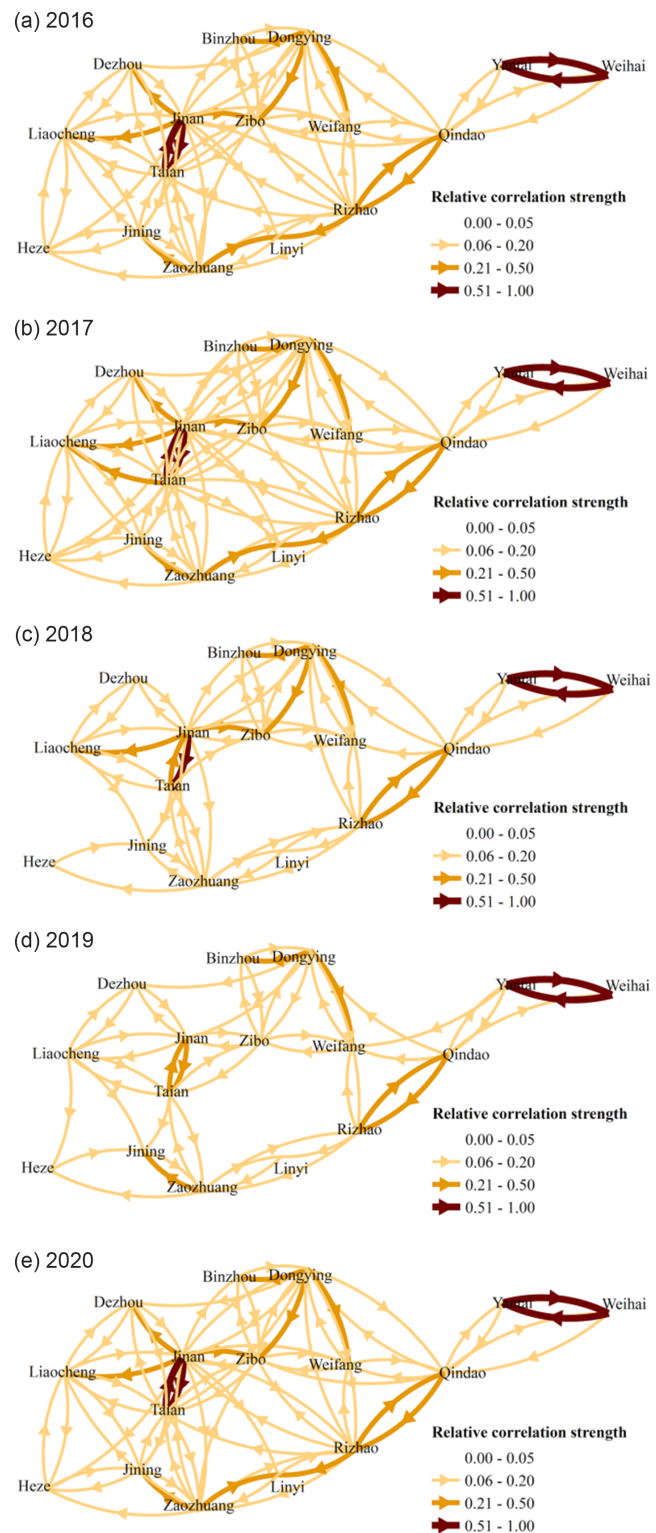 (a) 2016
Binzhou Dongying
Dezhou
Yantai
Weihai
Jinan
Liaocheng
Zibo
Weifang
Qindao
Taian
Relative correlation strength
Rizhao
0.00 - 0.05
Jining
Heze
Linyi
0.06 - 0.20
Zaozhuang
0.21 - 0.50
0.51 - 1.00
(b) 2017
Binzhou Dongying
Dezhou
Yantai
Weihai
Jinan
Zibo
Weifang
Liaocheng
Qindao
Taian
Relative correlation strength
Rizhao
0.00 - 0.05
Jining
Heze
Linyi
0.06 - 0.20
Zaozhuang
0.21 - 0.50
0.51 - 1.00
(c) 2018
Binzhou Dongying
Dezhou
Yantai
Weihai
Jinan
Zibo
Weifang
Liaocheng
Qindao
Taian
Relative correlation strength
Rizhao
0.00 - 0.05
Jining
0.06 - 0.20
Heze
Linyi
Zaozhuang
0.21 - 0.50
0.51 - 1.00
(d) 2019
Binzhou Dongying
Dezhou
Yantai
Weihai
Jinan
Zibo
Weifang
Liaocheng
Qindao
Taian
Relative correlation strength
Rizhao
0.00 - 0.05
Jining
Heze
Linyi
0.06 - 0.20
Zaozhuang
0.21 - 0.50
0.51 - 1.00
(e) 2020
Binzhou Dongying
Dezhou
Yantai
Weihai
Jinan
Zibo
Weifang
Liaocheng
Qindao
Taian
Relative correlation strength
Rizhao
0.00 - 0.05
Jining
Heze
Linyi
0.06 - 0.20
Zaozhuang
0.21 - 0.50
0.51 - 1.00